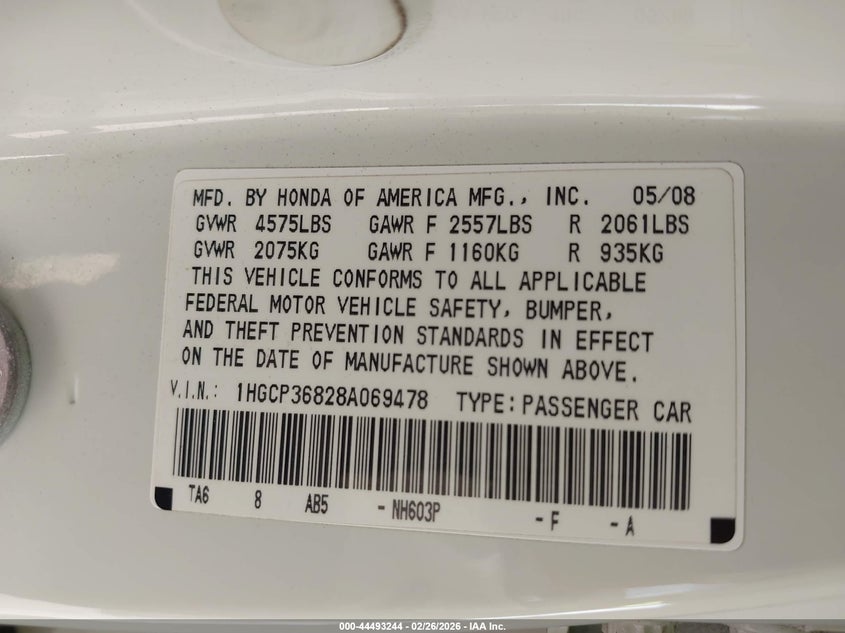 MFD. BY HONDA OF AMERICA MFG., INC. 05/08
GVWR 4575LBS GAWR F 2557LBS R 2061LBS
GVWR 2075KG GAWR F 1160KG R 935KG
THIS VEHICLE CONFORMS TO ALL APPLICABLE
FEDERAL MOTOR VEHICLE SAFETY, BUMPER,
AND THEFT PREVENTION STANDARDS IN EFFECT
ON THE DATE OF MANUFACTURE SHOWN ABOVE.
V.I.N.: 1HGCP36828A069478 TYPE: PASSENGER CAR
TA6 8 AB5 -NH603P -F -A
000-44493244 - 02/26/2026 - IAA Inc.